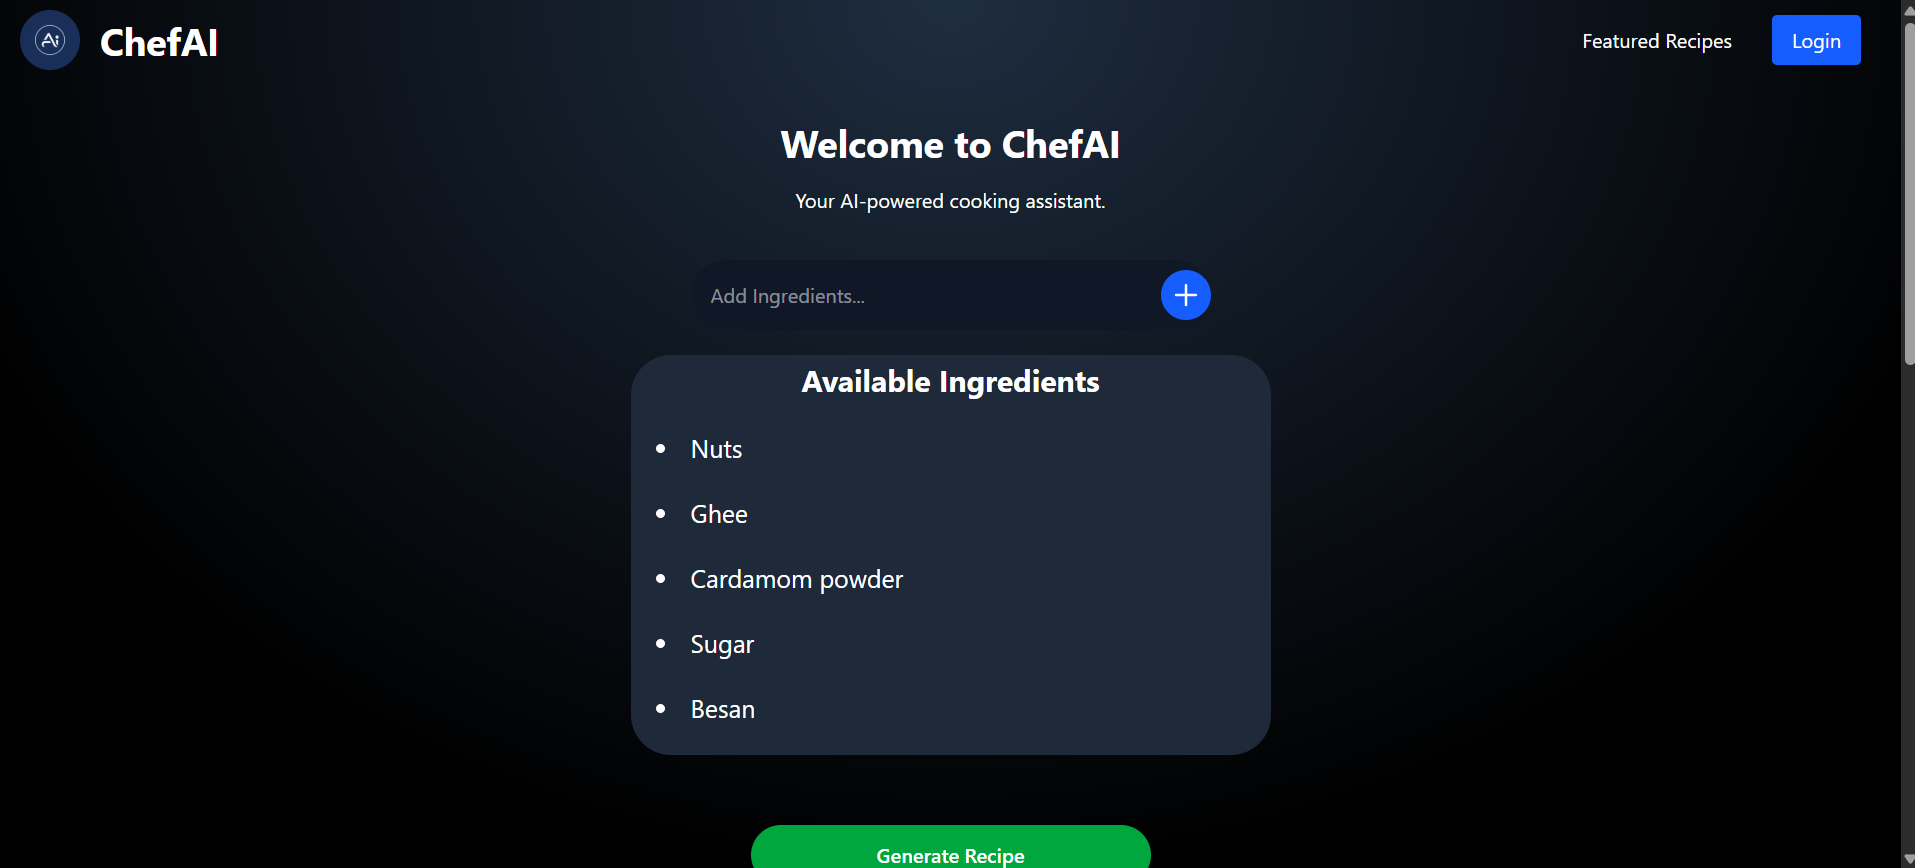 Ai
ChefAI
Featured Recipes
Login
Welcome to ChefAI
Your AI-powered cooking assistant.
Add Ingredients...
Available Ingredients
• Nuts
• Ghee
• Cardamom powder
• Sugar
• Besan
Generate Recipe